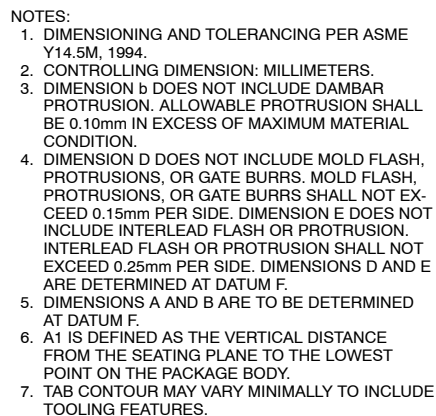 NOTES:
1. DIMENSIONING AND TOLERANCING PER ASME
Y14.5M, 1994.
2. CONTROLLING DIMENSION: MILLIMETERS.
3. DIMENSION b DOES NOT INCLUDE DAMBAR
PROTRUSION. ALLOWABLE PROTRUSION SHALL
BE 0.10mm IN EXCESS OF MAXIMUM MATERIAL
CONDITION.
4. DIMENSION D DOES NOT INCLUDE MOLD FLASH,
PROTRUSIONS, OR GATE BURRS. MOLD FLASH,
PROTRUSIONS, OR GATE BURRS SHALL NOT EX-
CEED 0.15mm PER SIDE. DIMENSION E DOES NOT
INCLUDE INTERLEAD FLASH OR PROTRUSION.
INTERLEAD FLASH OR PROTRUSION SHALL NOT
EXCEED 0.25mm PER SIDE. DIMENSIONS D AND E
ARE DETERMINED AT DATUM F.
5. DIMENSIONS A AND B ARE TO BE DETERMINED
AT DATUM F.
6. A1 IS DEFINED AS THE VERTICAL DISTANCE
FROM THE SEATING PLANE TO THE LOWEST
POINT ON THE PACKAGE BODY.
7. TAB CONTOUR MAY VARY MINIMALLY TO INCLUDE
TOOLING FEATURES.